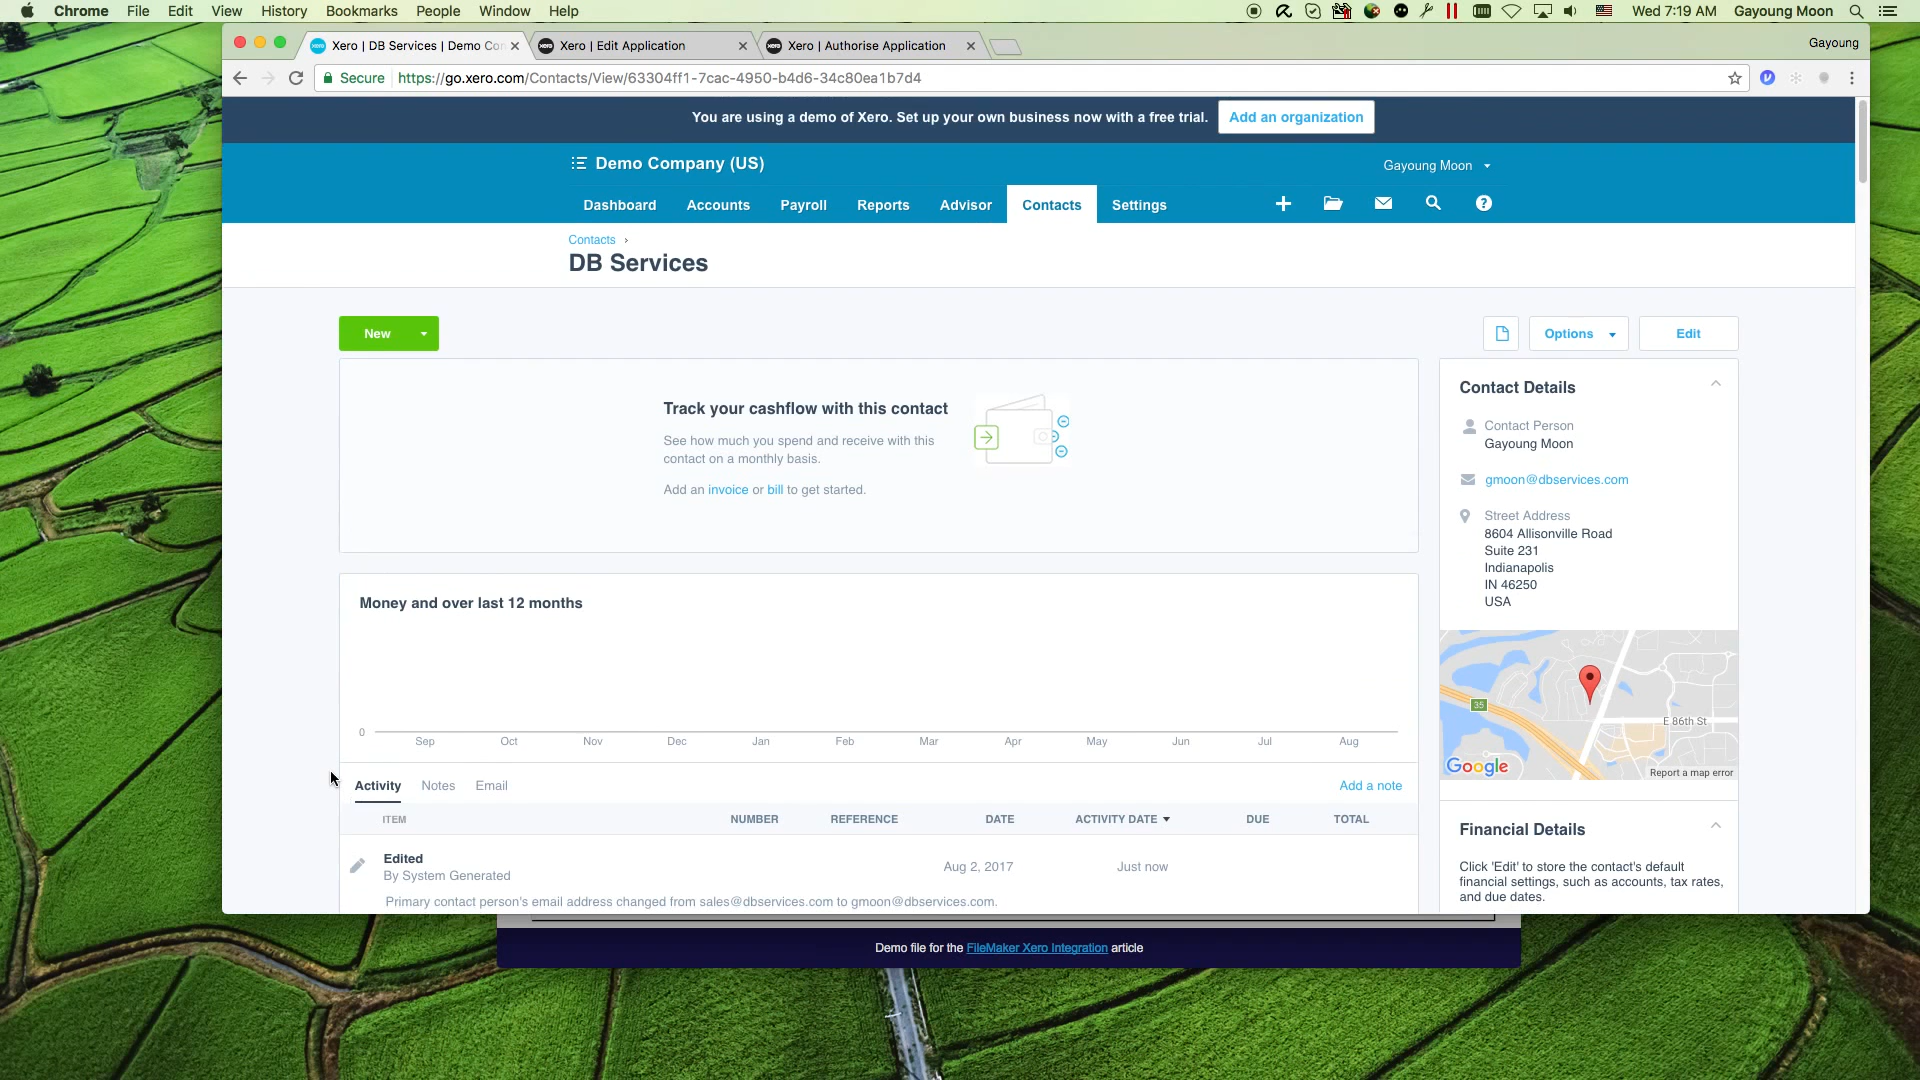 Chrome File Edit View History Bookmarks People Window Help
Wed 7:19 AM Gayoung Moon
xero Xero | DB Services | Demo Con
xero Xero | Edit Application
xero Xero | Authorise Application
Gayoung
Secure https://go.xero.com/Contacts/View/63304ff1-7cac-4950-b4d6-34c80ea1b7d4
You are using a demo of Xero. Set up your own business now with a free trial. Add an organization
Demo Company (US)
Gayoung Moon
Dashboard Accounts Payroll Reports Advisor Contacts Settings
Contacts ›
DB Services
New
Options
Edit
Track your cashflow with this contact
See how much you spend and receive with this
contact on a monthly basis.
Add an invoice or bill to get started.
Contact Details
Contact Person
Gayoung Moon
gmoon@dbservices.com
Street Address
8604 Allisonville Road
Suite 231
Indianapolis
IN 46250
USA
35
E 86th St
Google
Report a map error
Money and over last 12 months
0
Sep Oct Nov Dec Jan Feb Mar Apr May Jun Jul Aug
Activity Notes Email
Add a note
ITEM NUMBER REFERENCE DATE ACTIVITY DATE DUE TOTAL
Edited
By System Generated
Aug 2, 2017
Just now
Primary contact person's email address changed from sales@dbservices.com to gmoon@dbservices.com.
Financial Details
Click 'Edit' to store the contact's default
financial settings, such as accounts, tax rates,
and due dates.
Demo file for the FileMaker Xero Integration article